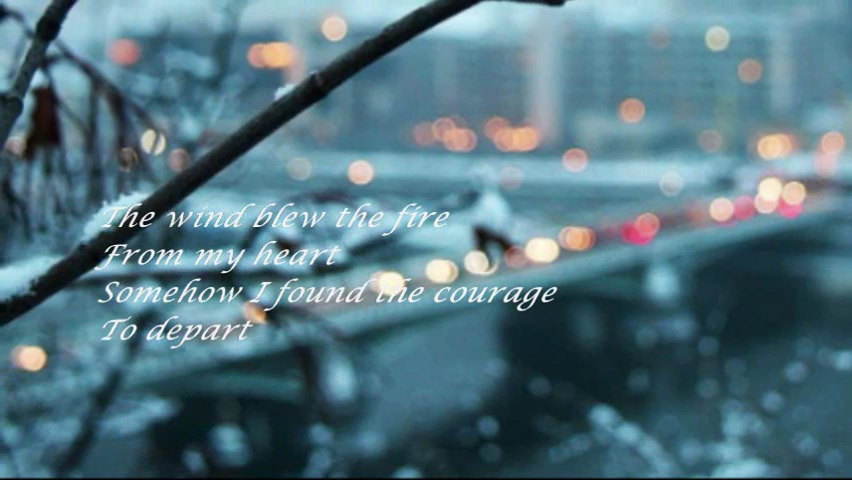 The wind blew the fire
From my heart
Somehow I found the courage
To depart